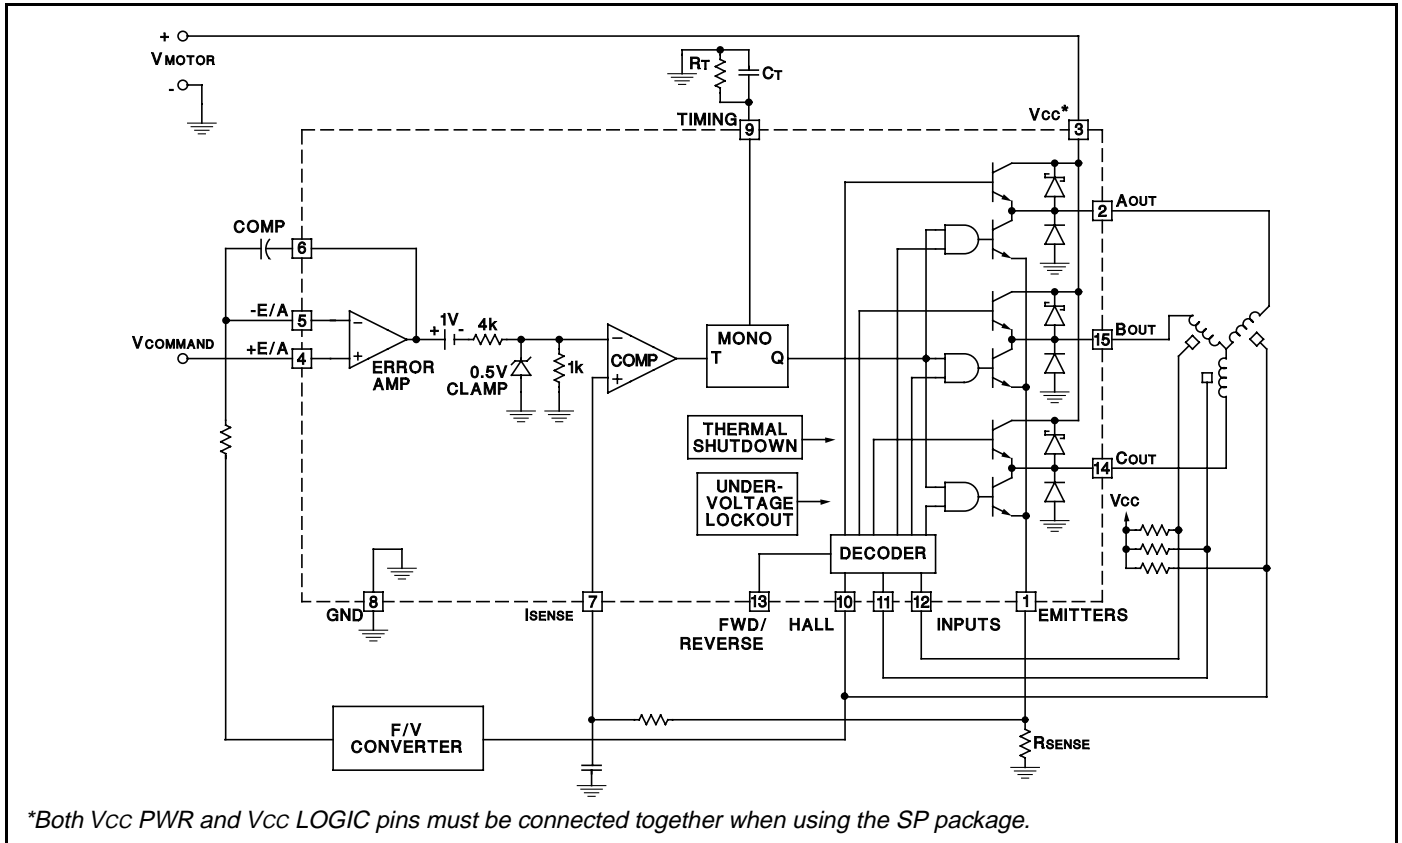 +
VMOTOR
-
RT
CT
TIMING
9
VCC*
3
2
AOUT
COMP
6
-E/A
5
VCOMMAND
+E/A
4
−
+
ERROR
AMP
+ 1V -
4k
0.5V
CLAMP
1k
−
COMP
+
MONO
T Q
15
BOUT
THERMAL
SHUTDOWN
UNDER-
VOLTAGE
LOCKOUT
14
COUT
VCC
DECODER
GND
8
ISENSE
7
13
FWD/
REVERSE
HALL
10
11
12
INPUTS
1
EMITTERS
F/V
CONVERTER
RSENSE
*Both VCC PWR and VCC LOGIC pins must be connected together when using the SP package.